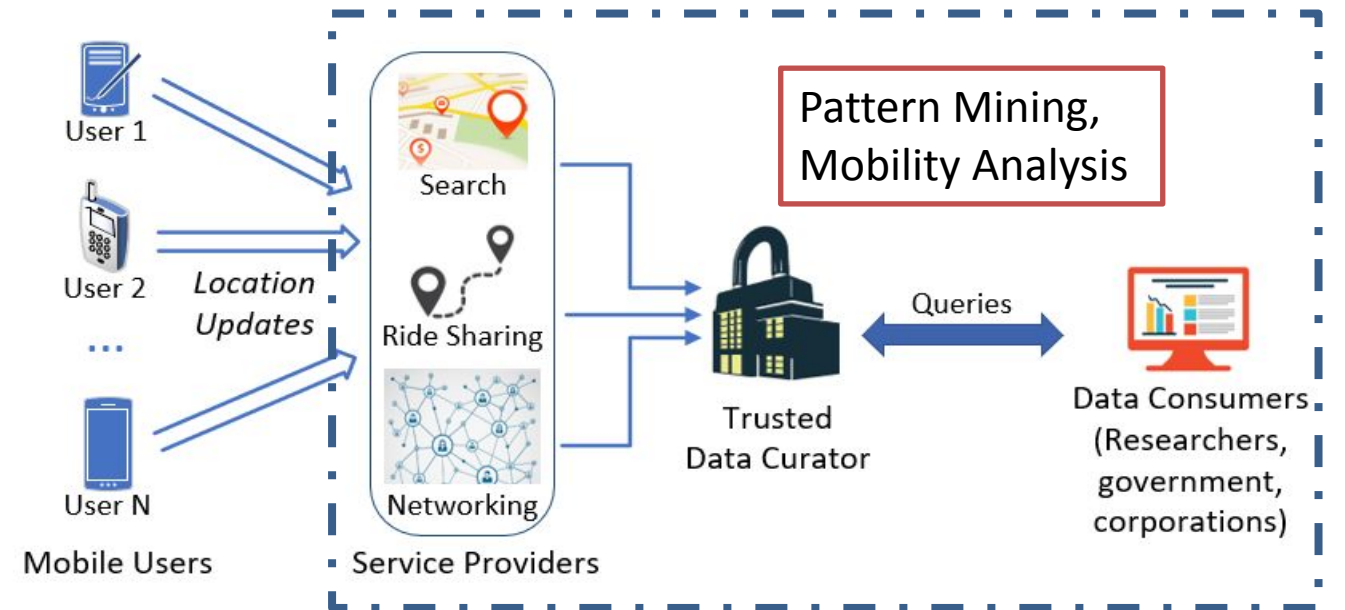 User 1
User 2
...
User N
Mobile Users
Location
Updates
Search
Ride Sharing
Networking
Service Providers
Pattern Mining,
Mobility Analysis
Trusted
Data Curator
Queries
Data Consumers
(Researchers,
government,
corporations)